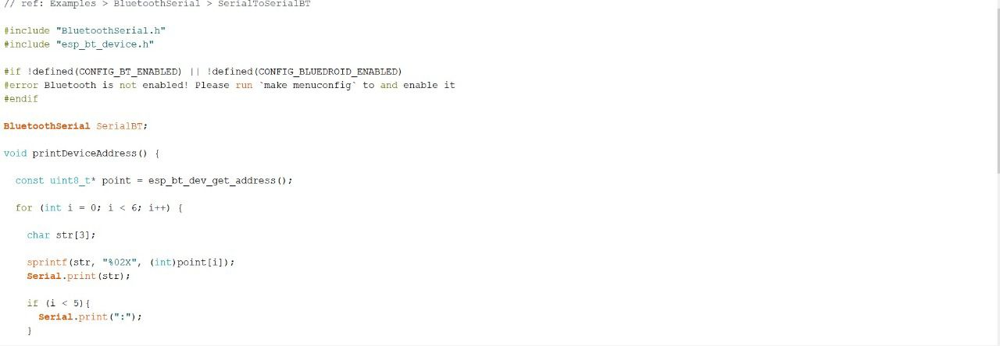 // ref: Examples > BluetoothSerial > SerialToSerialBT
#include "BluetoothSerial.h"
#include "esp_bt_device.h"
#if !defined(CONFIG_BT_ENABLED) || !defined(CONFIG_BLUEDROID_ENABLED)
#error Bluetooth is not enabled! Please run `make menuconfig` to and enable it
#endif
BluetoothSerial SerialBT;
void printDeviceAddress() {
  const uint8_t* point = esp_bt_dev_get_address();
  for (int i = 0; i < 6; i++) {
    char str[3];
    sprintf(str, "%02X", (int)point[i]);
    Serial.print(str);
    if (i < 5){
      Serial.print(":");
    }